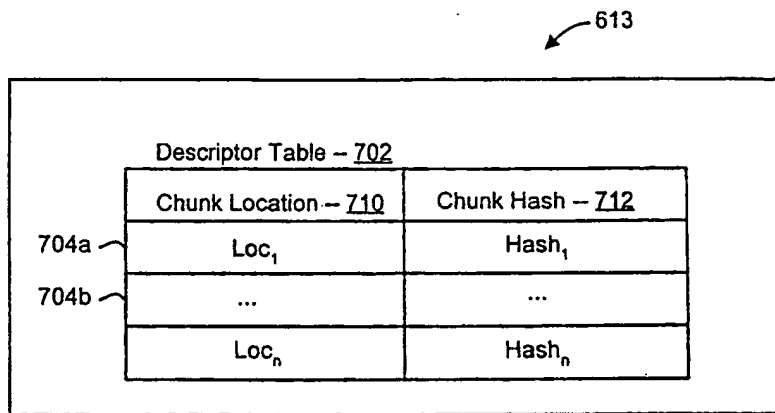 613
Descriptor Table – 702
Chunk Location – 710 Chunk Hash – 712
704a Loc₁ Hash₁
704b ... ...
Locₙ Hashₙ